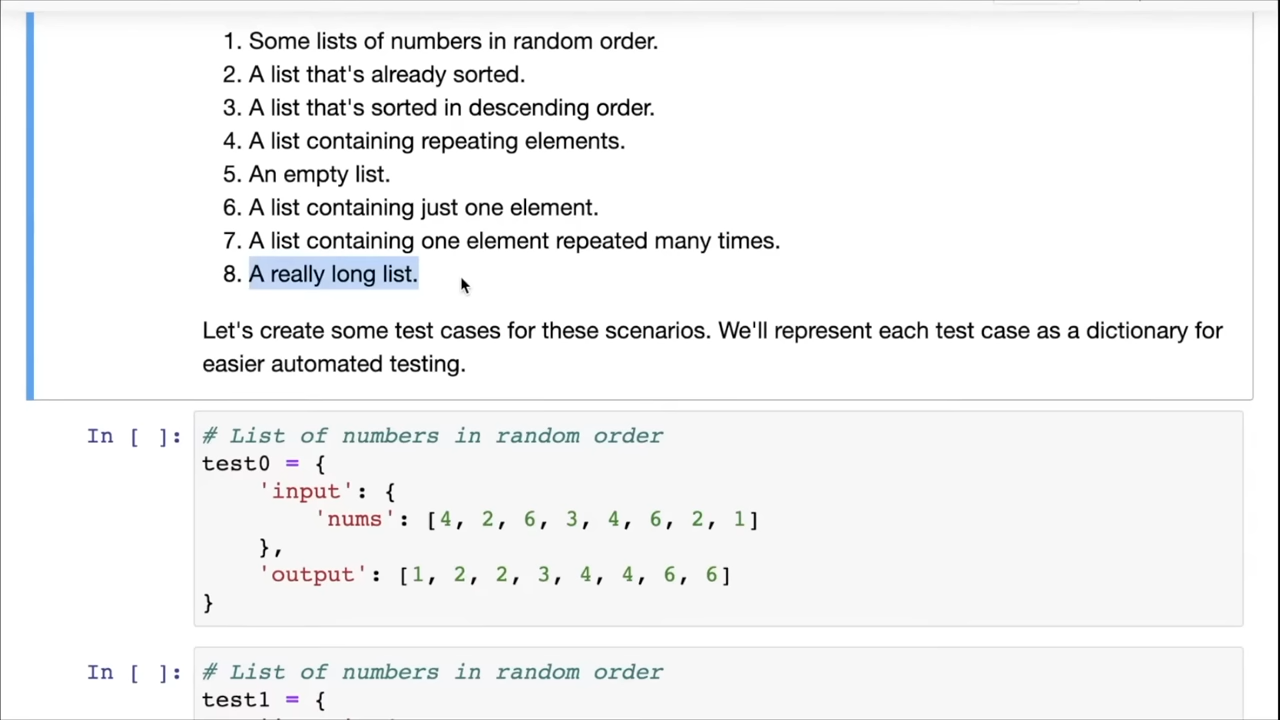 1. Some lists of numbers in random order.
2. A list that's already sorted.
3. A list that's sorted in descending order.
4. A list containing repeating elements.
5. An empty list.
6. A list containing just one element.
7. A list containing one element repeated many times.
8. A really long list.
Let's create some test cases for these scenarios. We'll represent each test case as a dictionary for
easier automated testing.
In [ ]: # List of numbers in random order
test0 = {
    'input': {
        'nums': [4, 2, 6, 3, 4, 6, 2, 1]
    },
    'output': [1, 2, 2, 3, 4, 4, 6, 6]
}
In [ ]: # List of numbers in random order
test1 = {